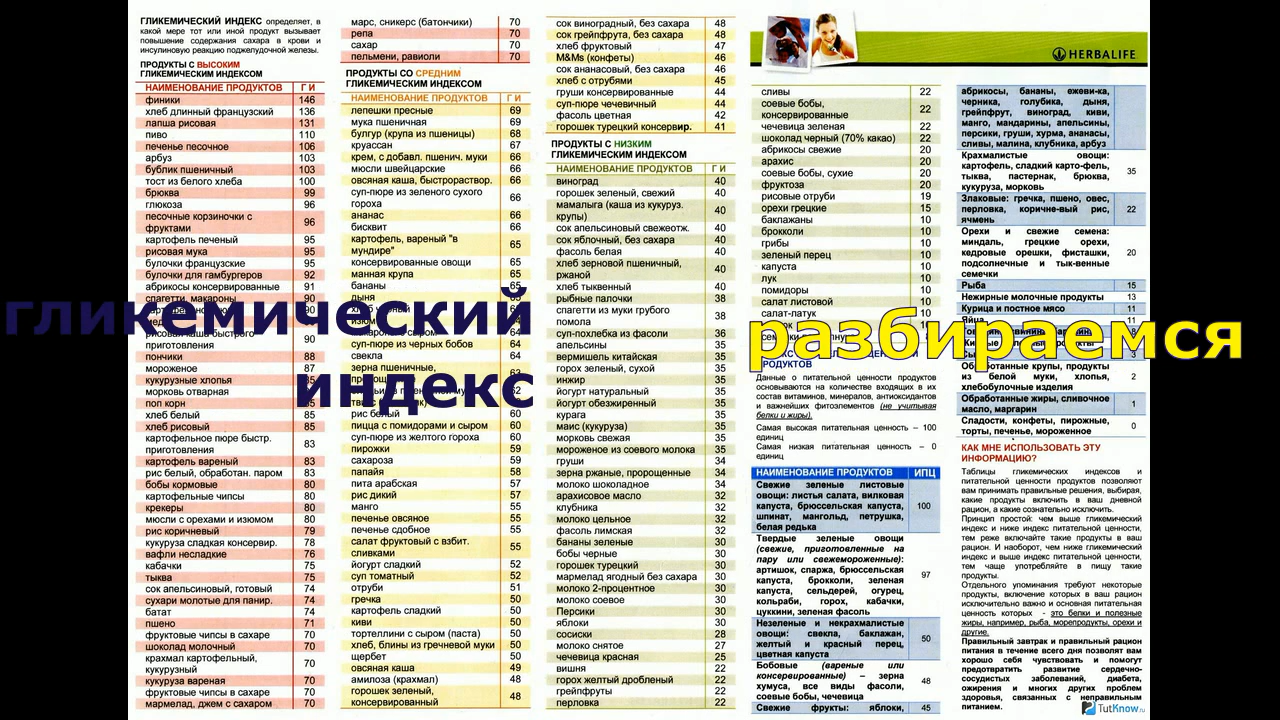 ГЛИКЕМИЧЕСКИЙ ИНДЕКС определяет, в
какой мере тот или иной продукт вызывает
повышение содержания сахара в крови и
инсулиновую реакцию поджелудочной железы.
ПРОДУКТЫ С ВЫСОКИМ
ГЛИКЕМИЧЕСКИМ ИНДЕКСОМ
НАИМЕНОВАНИЕ ПРОДУКТОВ Г И
финики 146
хлеб длинный французский 136
лапша рисовая 131
пиво 110
печенье песочное 106
арбуз 103
бублик пшеничный 103
тост из белого хлеба 100
брюква 99
глюкоза 96
песочные корзиночки с
фруктами 96
картофель печеный 95
рисовая мука 95
булочки французские 95
булочки для гамбургеров 92
абрикосы консервированные 91
спагетти, макароны 90
рисовая каша быстрого
приготовления 90
пончики 88
мороженое 87
кукурузные хлопья
морковь отварная
поп корн 85
хлеб белый 85
хлеб рисовый 85
картофельное пюре быстр.
приготовления 83
картофель вареный 83
рис белый, обработан. паром 83
бобы кормовые 80
картофельные чипсы 80
крекеры 80
мюсли с орехами и изюмом 80
рис коричневый 79
кукуруза сладкая консервир. 78
вафли несладкие 76
кабачки 75
тыква 75
сок апельсиновый, готовый 74
сухари молотые для панир. 74
батат 74
пшено 71
фруктовые чипсы в сахаре 70
шоколад молочный 70
крахмал картофельный,
кукурузный 70
кукуруза вареная 70
фруктовые чипсы в сахаре 70
мармелад, джем с сахаром 70
марс, сникерс (батончики) 70
репа 70
сахар 70
пельмени, равиоли 70
ПРОДУКТЫ СО СРЕДНИМ
ГЛИКЕМИЧЕСКИМ ИНДЕКСОМ
НАИМЕНОВАНИЕ ПРОДУКТОВ Г И
лепешки пресные 69
мука пшеничная 69
булгур (крупа из пшеницы) 68
круассан 67
крем, с добавл. пшенич. муки 66
мюсли швейцарские 66
овсяная каша, быстрораствор. 66
суп-пюре из зеленого сухого
гороха 66
ананас 66
бисквит 66
картофель, вареный "в
мундире" 65
консервированные овощи 65
манная крупа 65
бананы 65
дыня 65
суп-пюре из черных бобов 64
свекла 64
зерна пшеничные,
рис белый 60
пицца с помидорами и сыром 60
суп-пюре из желтого гороха 60
пирожки 59
сахароза 59
папайя 58
пита арабская 57
рис дикий 57
манго 55
печенье овсяное 55
печенье сдобное 55
салат фруктовый с взбит.
сливками 55
йогурт сладкий 52
суп томатный 52
отруби 51
гречка 50
картофель сладкий 50
киви 50
тортеллини с сыром (паста) 50
хлеб, блины из гречневой муки 50
щербет 50
овсяная каша 49
амилоза (крахмал) 48
горошек зеленый,
консервированный 48
сок виноградный, без сахара 48
сок грейпфрута, без сахара 48
хлеб фруктовый 47
M&Ms (конфеты) 46
сок ананасовый, без сахара 46
хлеб с отрубями 45
груши консервированные 44
суп-пюре чечевичный 44
фасоль цветная 42
горошек турецкий консервир. 41
ПРОДУКТЫ С НИЗКИМ
ГЛИКЕМИЧЕСКИМ ИНДЕКСОМ
НАИМЕНОВАНИЕ ПРОДУКТОВ Г И
виноград 40
горошек зеленый, свежий 40
мамалыга (каша из кукуруз.
крупы) 40
сок апельсиновый свежеотж. 40
сок яблочный, без сахара 40
фасоль белая 40
хлеб зерновой пшеничный,
ржаной 40
хлеб тыквенный 40
рыбные палочки 38
спагетти из муки грубого
помола 38
суп-похлебка из фасоли 36
апельсины 35
вермишель китайская 35
горох зеленый, сухой 35
инжир 35
йогурт натуральный 35
йогурт обезжиренный 35
курага 35
маис (кукуруза) 35
морковь свежая 35
мороженое из соевого молока 35
груши 34
зерна ржаные, пророщенные 34
молоко шоколадное 34
арахисовое масло 32
клубника 32
молоко цельное 32
фасоль лимская 32
бананы зеленые 30
бобы черные 30
горошек турецкий 30
мармелад ягодный без сахара 30
молоко 2-процентное 30
молоко соевое 30
Персики 30
яблоки 30
сосиски 28
молоко снятое 27
чечевица красная 25
вишня 22
горох желтый дробленый 22
грейпфруты 22
перловка 22
HERBALIFE
сливы 22
соевые бобы,
консервированные 22
чечевица зеленая 22
шоколад черный (70% какао) 22
абрикосы свежие 20
арахис 20
соевые бобы, сухие 20
фруктоза 20
рисовые отруби 19
орехи грецкие 15
баклажаны 10
брокколи 10
грибы 10
зеленый перец 10
капуста 10
лук 10
помидоры 10
салат листовой 10
салат-латук 10
ПРОДУКТОВ
Данные о питательной ценности продуктов
основываются на количестве входящих в их
состав витаминов, минералов, антиоксидантов
и важнейших фитоэлементов (не учитывая
белки и жиры).
Самая высокая питательная ценность – 100
единиц
Самая низкая питательная ценность – 0
единиц
НАИМЕНОВАНИЕ ПРОДУКТОВ ИПЦ
Свежие зеленые листовые
овощи: листья салата, вилковая
капуста, брюссельская капуста,
шпинат, мангольд, петрушка,
белая редька 100
Твердые зеленые овощи
(свежие, приготовленные на
пару или свежемороженные):
артишок, спаржа, брюссельская
капуста, брокколи, зеленая
капуста, сельдерей, огурец,
кольраби, горох, кабачки,
цуккини, зеленая фасоль 97
Незеленые и некрахмалистые
овощи: свекла, баклажан,
желтый и красный перец,
цветная капуста 50
Бобовые (вареные или
консервированные) – зерна
хумуса, все виды фасоли,
соевые бобы, чечевица 48
Свежие фрукты: яблоки, 45
абрикосы, бананы, ежеви-ка,
черника, голубика, дыня,
грейпфрут, виноград, киви,
манго, мандарины, апельсины,
персики, груши, хурма, ананасы,
сливы, малина, клубника, арбуз
Крахмалистые овощи:
картофель, сладкий карто-фель,
тыква, пастернак, брюква,
кукуруза, морковь 35
Злаковые: гречка, пшено, овес,
перловка, коричне-вый рис,
ячмень 22
Орехи и свежие семена:
миндаль, грецкие орехи,
кедровые орешки, фисташки,
подсолнечные и тык-венные
семечки 20
Рыба 15
Нежирные молочные продукты 13
Курица и постное мясо 11
Яйца 11
Обработанные крупы, продукты
из белой муки, хлопья,
хлебобулочные изделия 2
Обработанные жиры, сливочное
масло, маргарин 1
Сладости, конфеты, пирожные,
торты, печенье, мороженное 0
КАК МНЕ ИСПОЛЬЗОВАТЬ ЭТУ
ИНФОРМАЦИЮ?
Таблицы гликемических индексов и
питательной ценности продуктов позволяют
вам принимать правильные решения, выбирая,
какие продукты включить в ваш дневной
рацион, а какие сознательно исключить.
Принцип простой: чем выше гликемический
индекс и ниже индекс питательной ценности,
тем реже включайте такие продукты в ваш
рацион. И наоборот, чем ниже гликемический
индекс и выше индекс питательной ценности,
тем чаще употребляйте в пищу такие
продукты.
Отдельного упоминания требуют некоторые
продукты, включение которых в ваш рацион
исключительно важно и основная питательная
ценность которых - это белки и полезные
жиры, например, рыба, морепродукты, орехи и
другие.
Правильный завтрак и правильный рацион
питания в течение всего дня позволят вам
хорошо себя чувствовать и помогут
предотвратить развитие сердечно-
сосудистых заболеваний, диабета,
ожирения и многих других проблем
здоровья, связанных с неправильным
питанием.
TutKnow.ru
гликемический
индекс
разбираемся